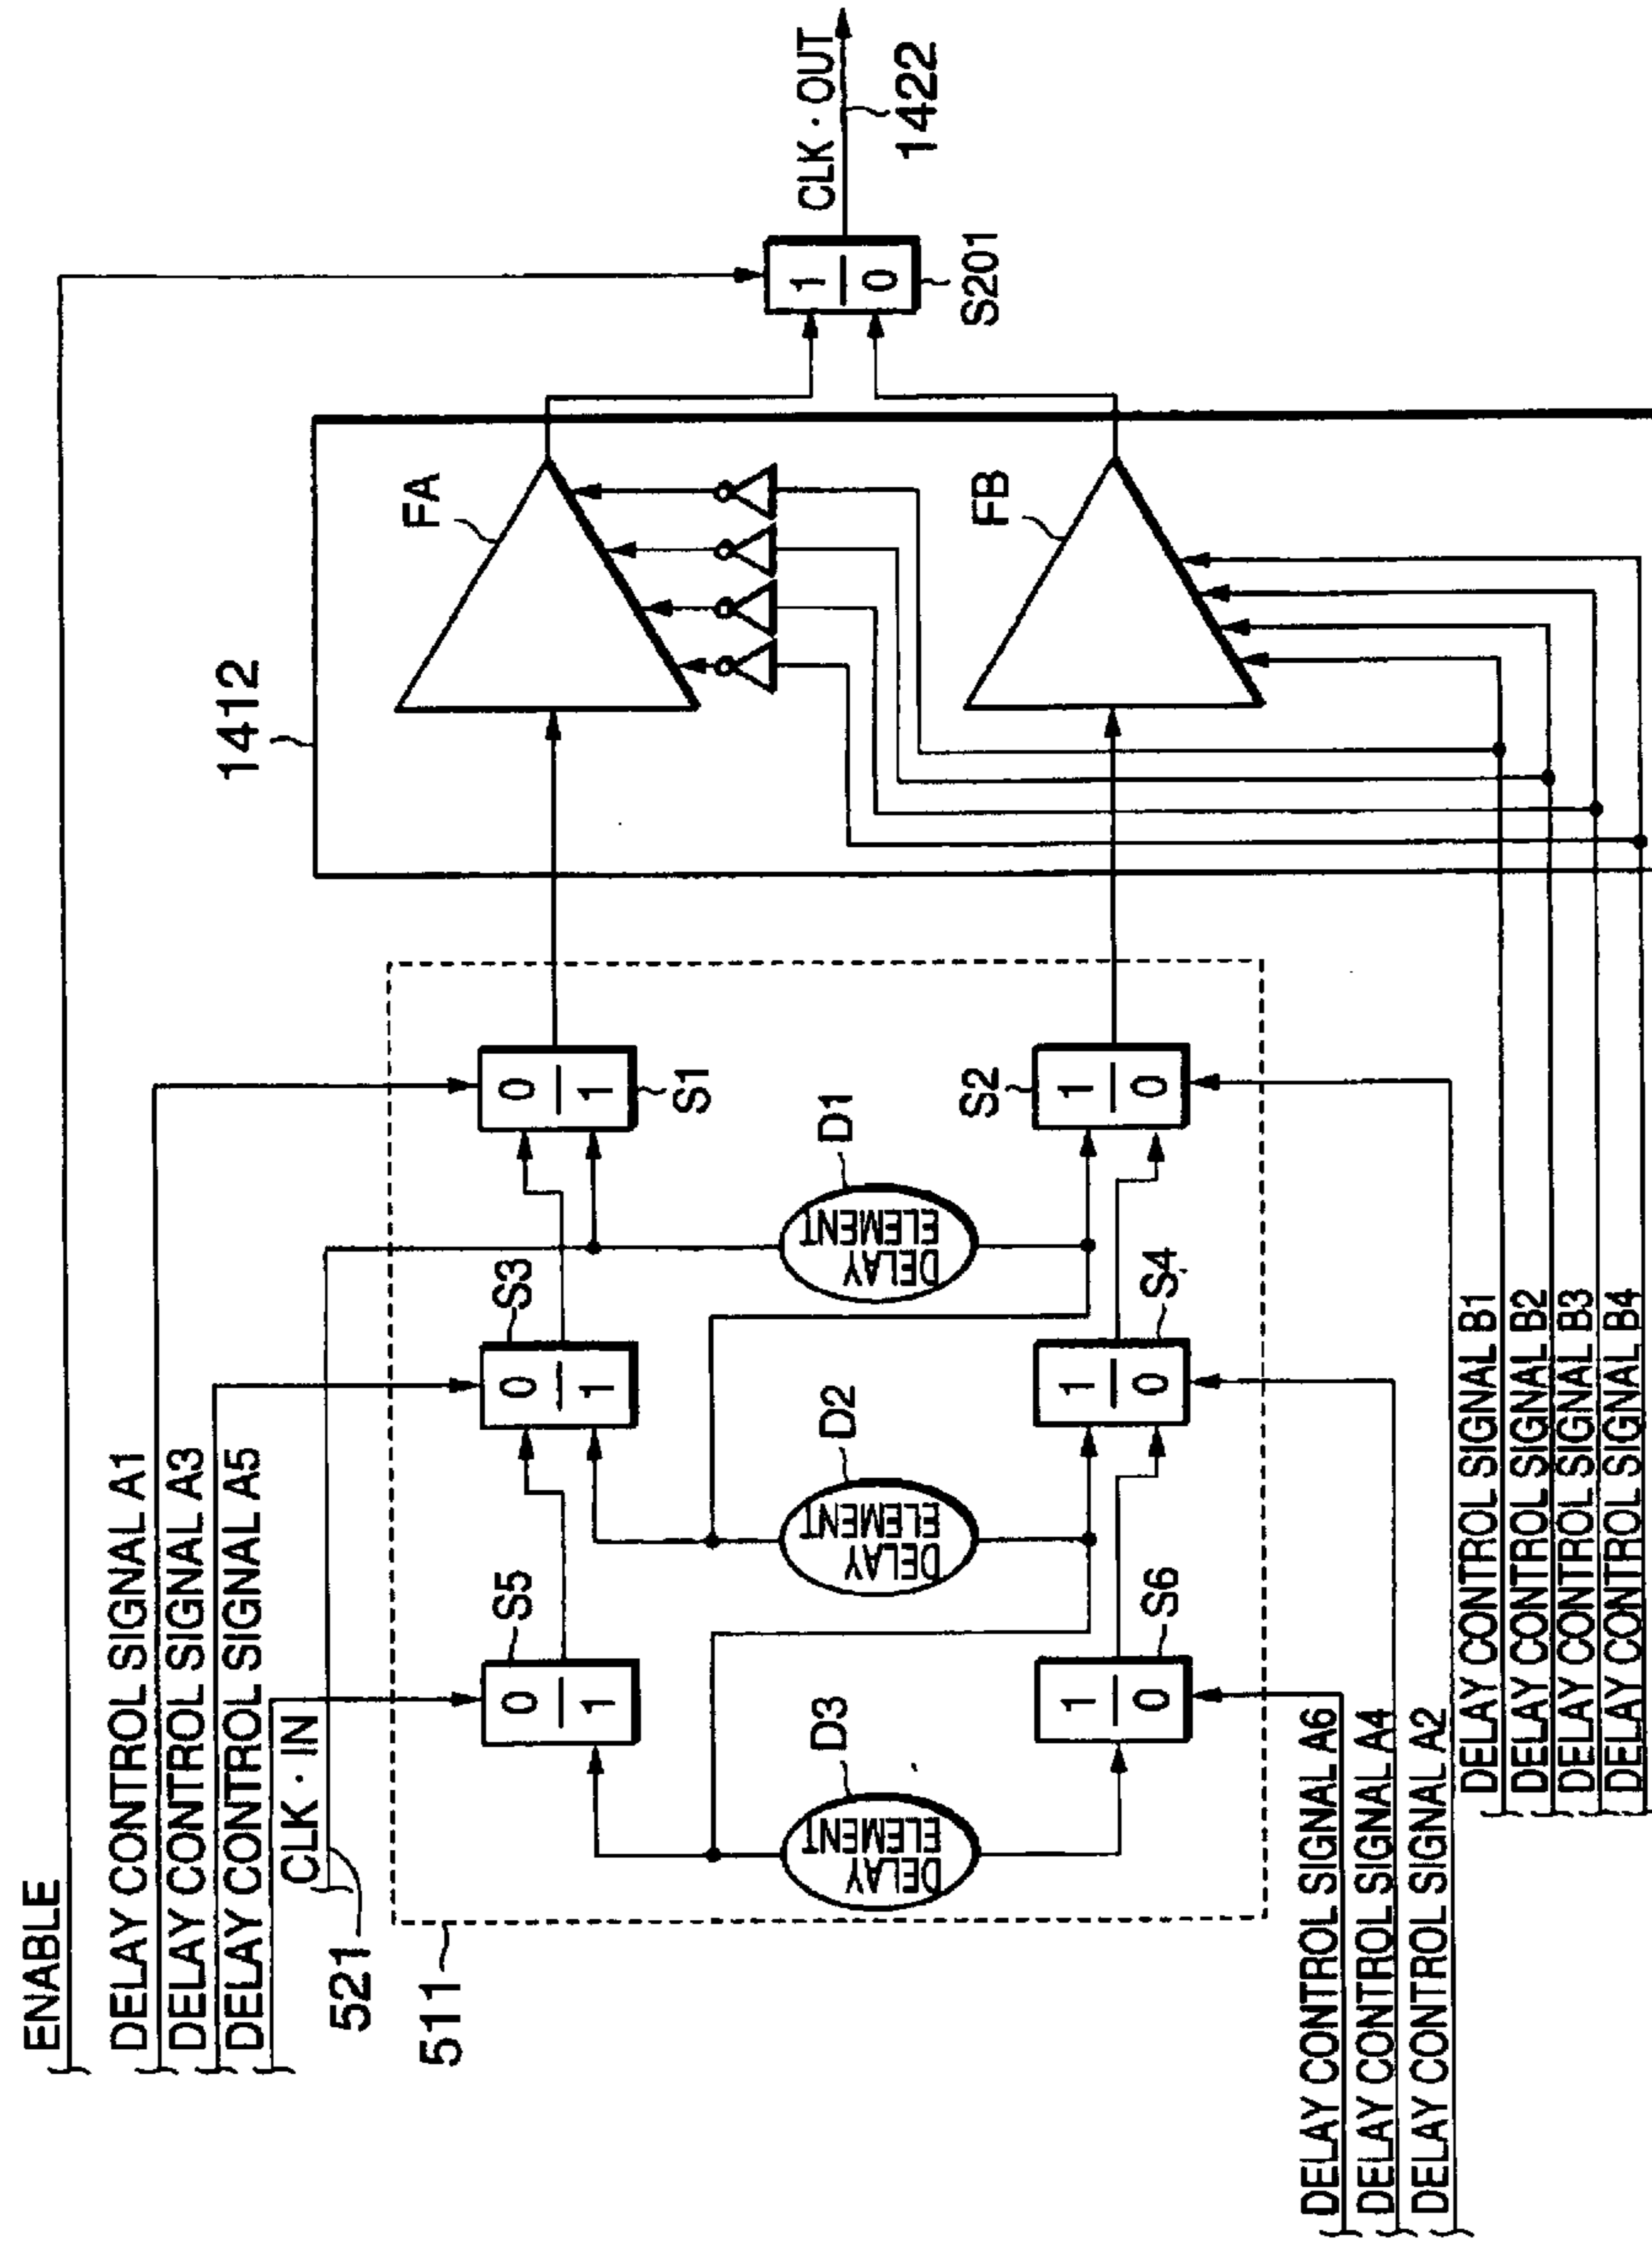 ENABLE
DELAY CONTROL SIGNAL A1
DELAY CONTROL SIGNAL A3
DELAY CONTROL SIGNAL A5
CLK · IN
521
511
1412
S5
0
1
S3
0
1
0
1
S1
FA
1
0
S201
CLK · OUT
1422
D3
DELAY
ELEMENT
D2
DELAY
ELEMENT
D1
DELAY
ELEMENT
S6
1
0
S4
1
0
S2
1
0
FB
DELAY CONTROL SIGNAL A6
DELAY CONTROL SIGNAL A4
DELAY CONTROL SIGNAL A2
DELAY CONTROL SIGNAL B1
DELAY CONTROL SIGNAL B2
DELAY CONTROL SIGNAL B3
DELAY CONTROL SIGNAL B4